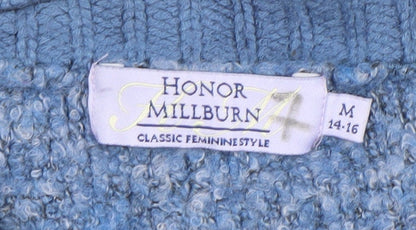 HONOR
MILLBURN
CLASSIC FEMININE STYLE
M
14-16